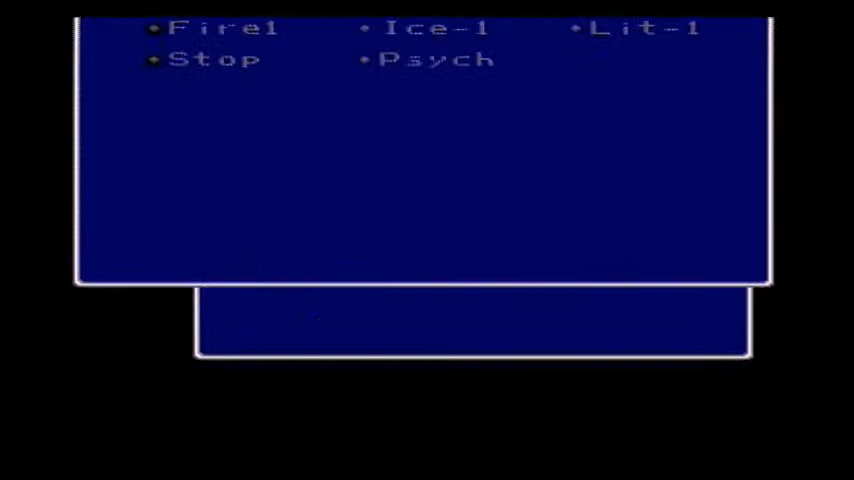 •Fire1 •Ice-1 •Lit-1
•Stop •Psych